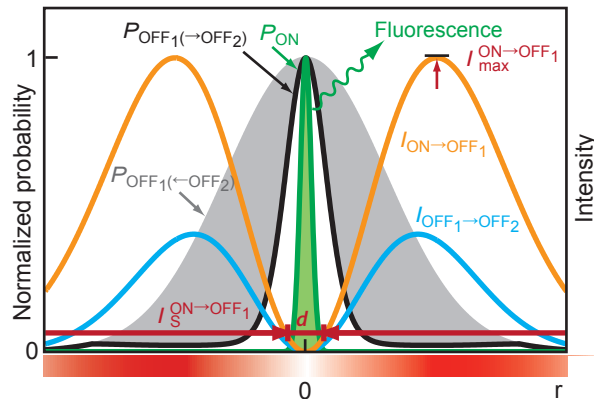 P_OFF₁(→OFF₂)
P_ON
Fluorescence
I_max^ON→OFF₁
1
I_ON→OFF₁
P_OFF₁(←OFF₂)
I_OFF₁→OFF₂
Normalized probability
Intensity
I_S^ON→OFF₁
d
0
0
r